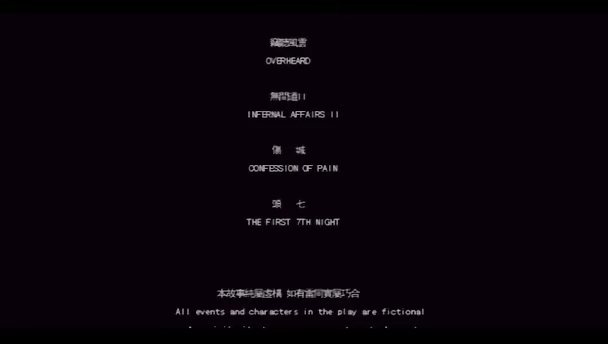 竊聽風雲
OVERHEARD
無間道II
INFERNAL AFFAIRS II
傷 城
CONFESSION OF PAIN
頭 七
THE FIRST 7TH NIGHT
本故事純屬虛構 如有雷同實屬巧合
All events and characters in the play are fictional